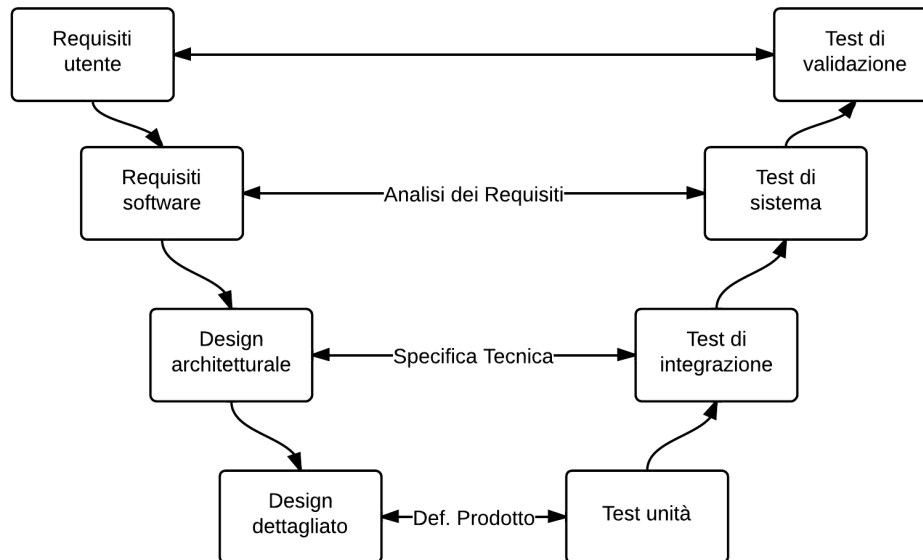 Requisiti
utente
Test di
validazione
Requisiti
software
Analisi dei Requisiti
Test di
sistema
Design
architetturale
Specifica Tecnica
Test di
integrazione
Design
dettagliato
Def. Prodotto
Test unità